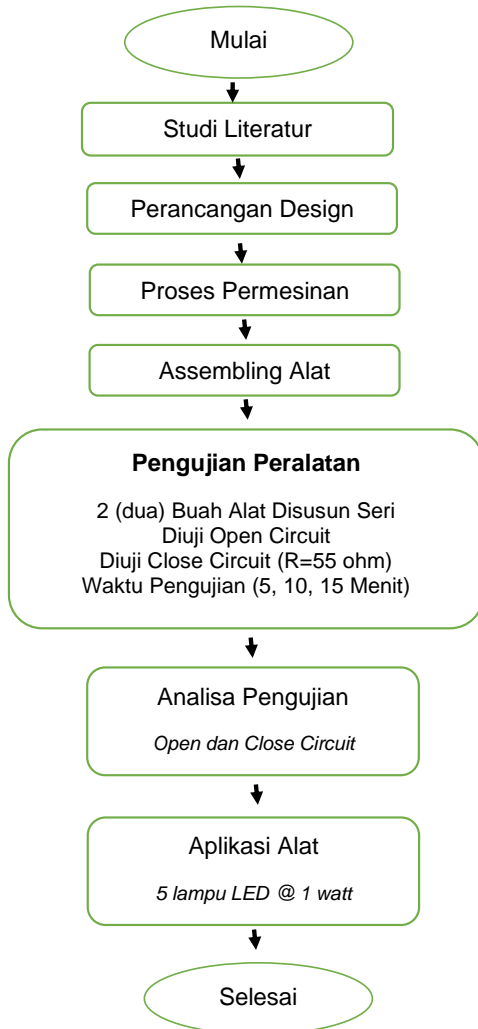 Mulai
Studi Literatur
Perancangan Design
Proses Permesinan
Assembling Alat
Pengujian Peralatan
2 (dua) Buah Alat Disusun Seri
Diuji Open Circuit
Diuji Close Circuit (R=55 ohm)
Waktu Pengujian (5, 10, 15 Menit)
Analisa Pengujian
Open dan Close Circuit
Aplikasi Alat
5 lampu LED @ 1 watt
Selesai